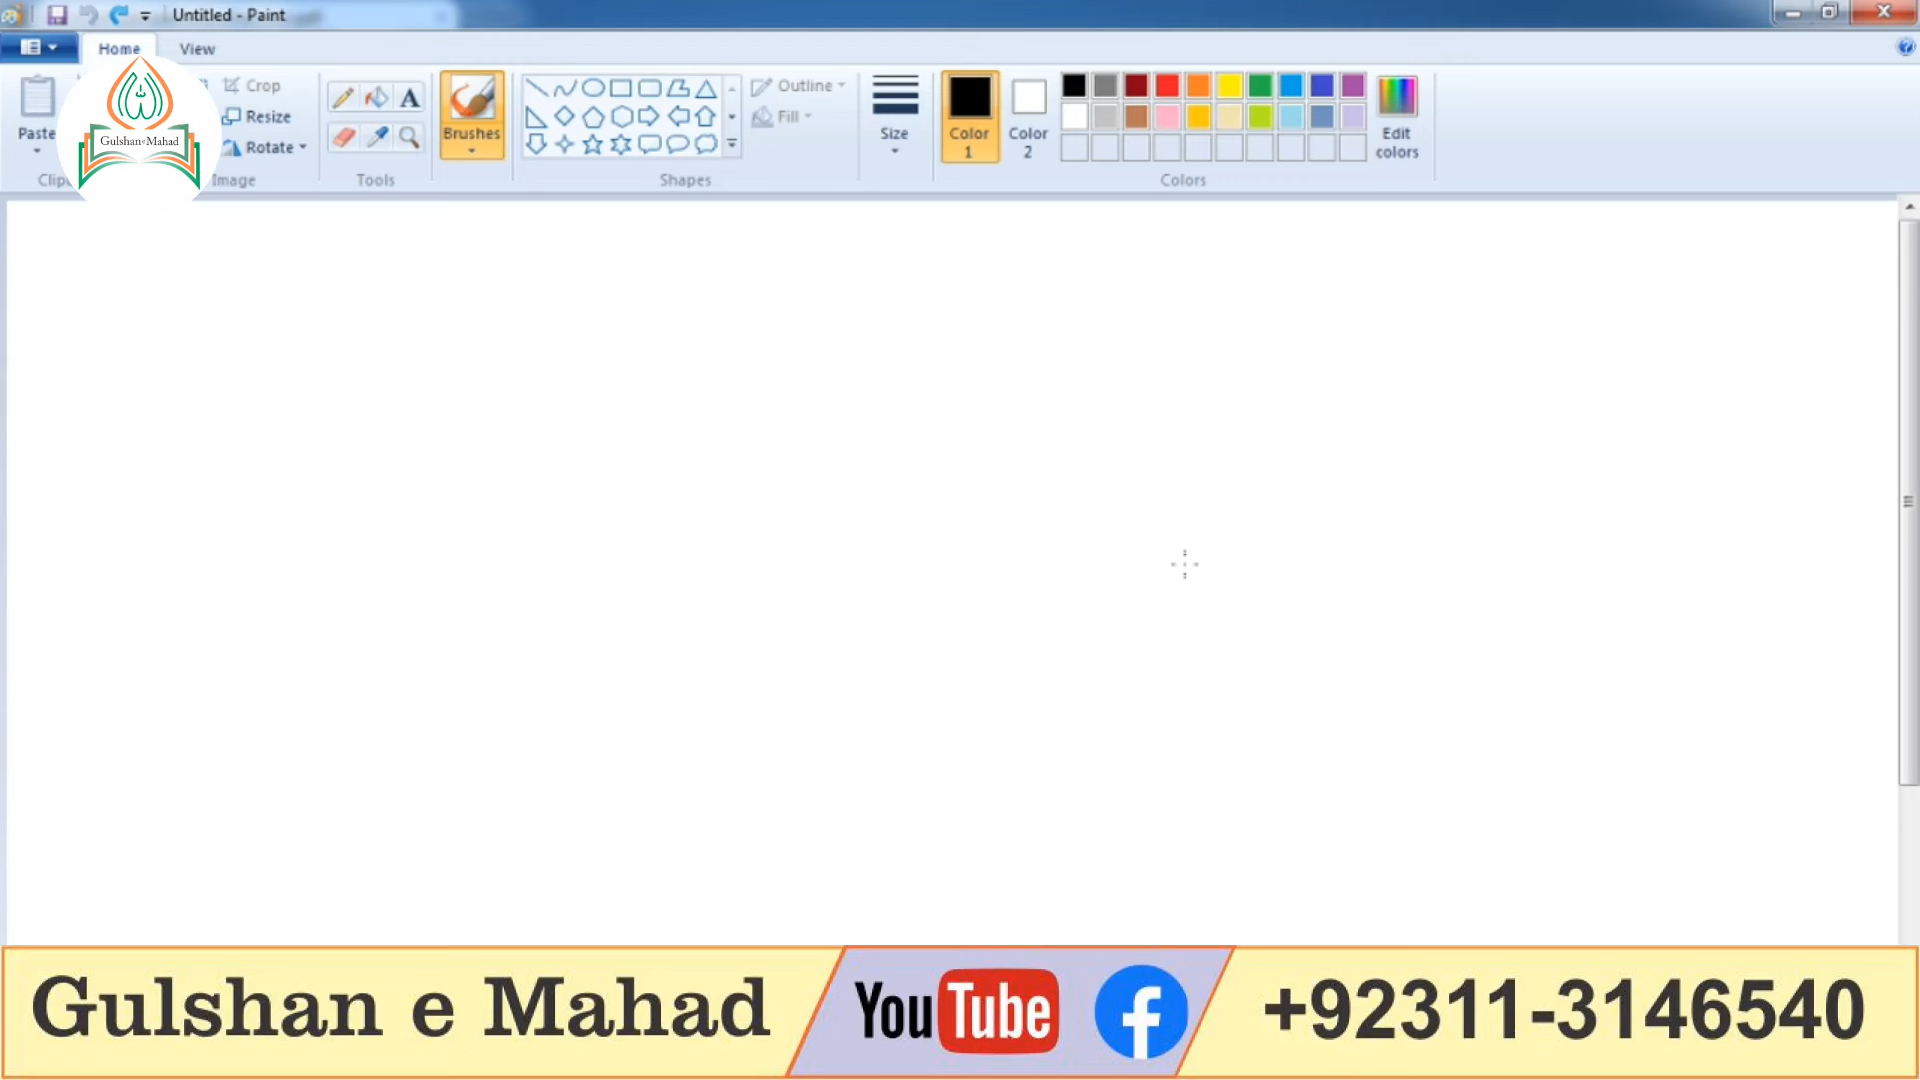 Untitled - Paint
Home View
Paste
Crop
Resize
Rotate
Image
Tools
Brushes
Shapes
Outline
Fill
Size
Color 1
Color 2
Edit colors
Colors
Gulshan-e-Mahad
Gulshan e Mahad
YouTube
+92311-3146540